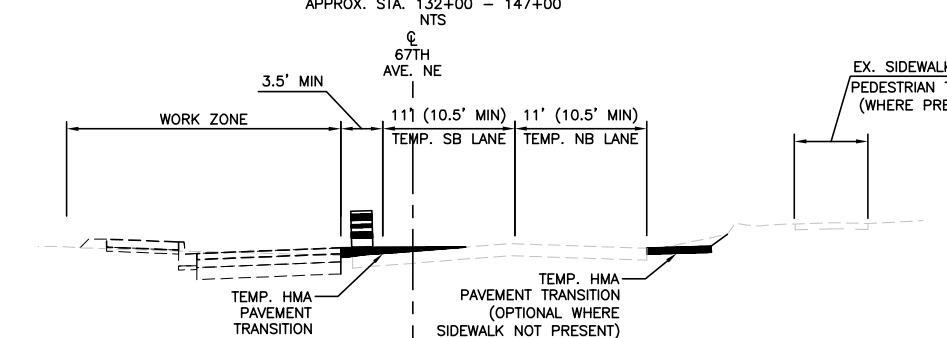 APPROX. STA. 132+00 – 147+00
NTS
℄
67TH
AVE. NE
3.5' MIN
EX. SIDEWALK
PEDESTRIAN
(WHERE
WORK ZONE
11' (10.5' MIN)
11' (10.5' MIN)
TEMP. SB LANE
TEMP. NB LANE
TEMP. HMA
PAVEMENT
TRANSITION
TEMP. HMA
PAVEMENT TRANSITION
(OPTIONAL WHERE
SIDEWALK NOT PRESENT)